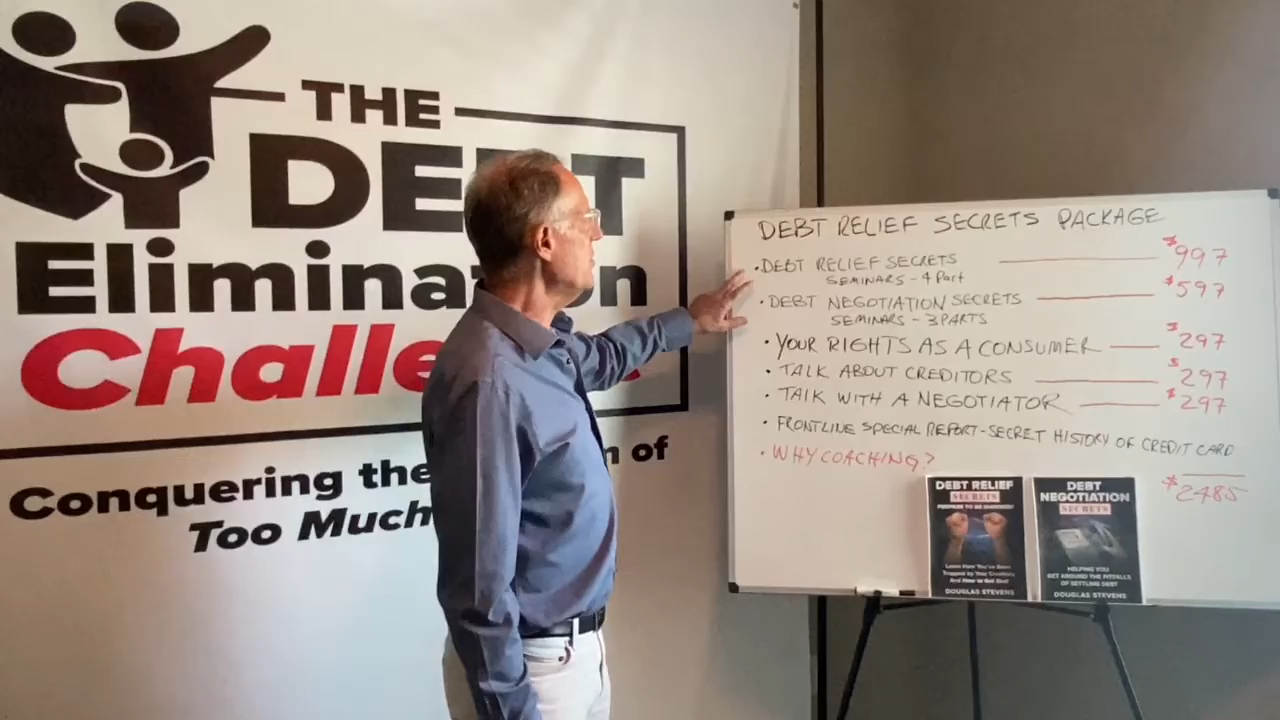 THE
DEBT
Elimination
Challe
Conquering the
n of
Too Much
DEBT RELIEF SECRETS PACKAGE
• DEBT RELIEF SECRETS $997
SEMINARS - 4 Part
• DEBT NEGOTIATION SECRETS $597
SEMINARS - 3 PARTS
• YOUR RIGHTS AS A CONSUMER $297
• TALK ABOUT CREDITORS $297
• TALK WITH A NEGOTIATOR $297
• FRONTLINE SPECIAL REPORT - SECRET HISTORY OF CREDIT CARD
• WHY COACHING?
$2485
DEBT RELIEF
SECRETS
PREPARE TO BE SHOCKED!
Learn How You've Been
Trapped by Your Creditors
And How to Get Out!
DOUGLAS STEVENS
DEBT
NEGOTIATION
SECRETS
HELPING YOU
GET AROUND THE PITFALLS
OF SETTLING DEBT
DOUGLAS STEVENS